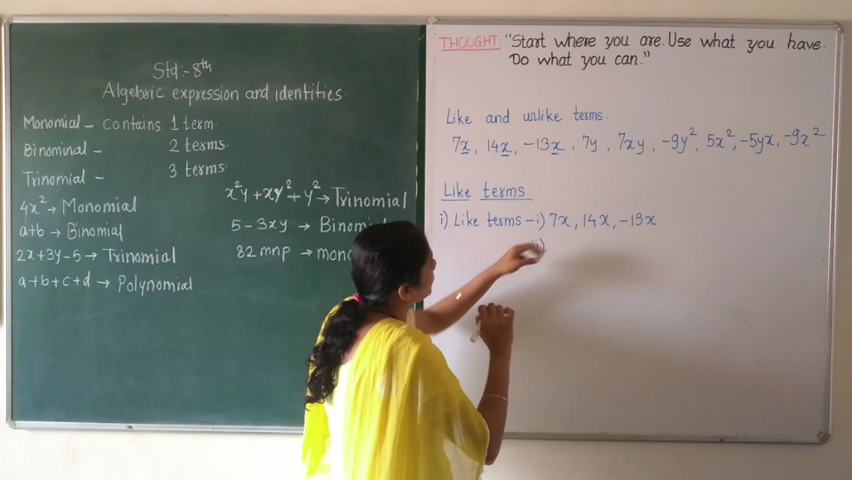 Std:- 8th
Algebric expression and identities.
Monomial - Contains 1 term.
Binominal - 2 terms.
Trinomial - 3 terms.
4x² → Monomial
a+b → Binomial
2x+3y-5 → Trinomial
a+b+c+d → Polynomial
x²y + xy² + y² → Trinomial
5-3xy → Binom
82 mnp → mono
THOUGHT: "Start where you are. Use what you have.
Do what you can."
Like and unlike terms.
7x, 14x, -13x, 7y, 7xy, -9y², 5x², -5yx, -9x²
Like terms
i) Like terms - i) 7x, 14x, -13x